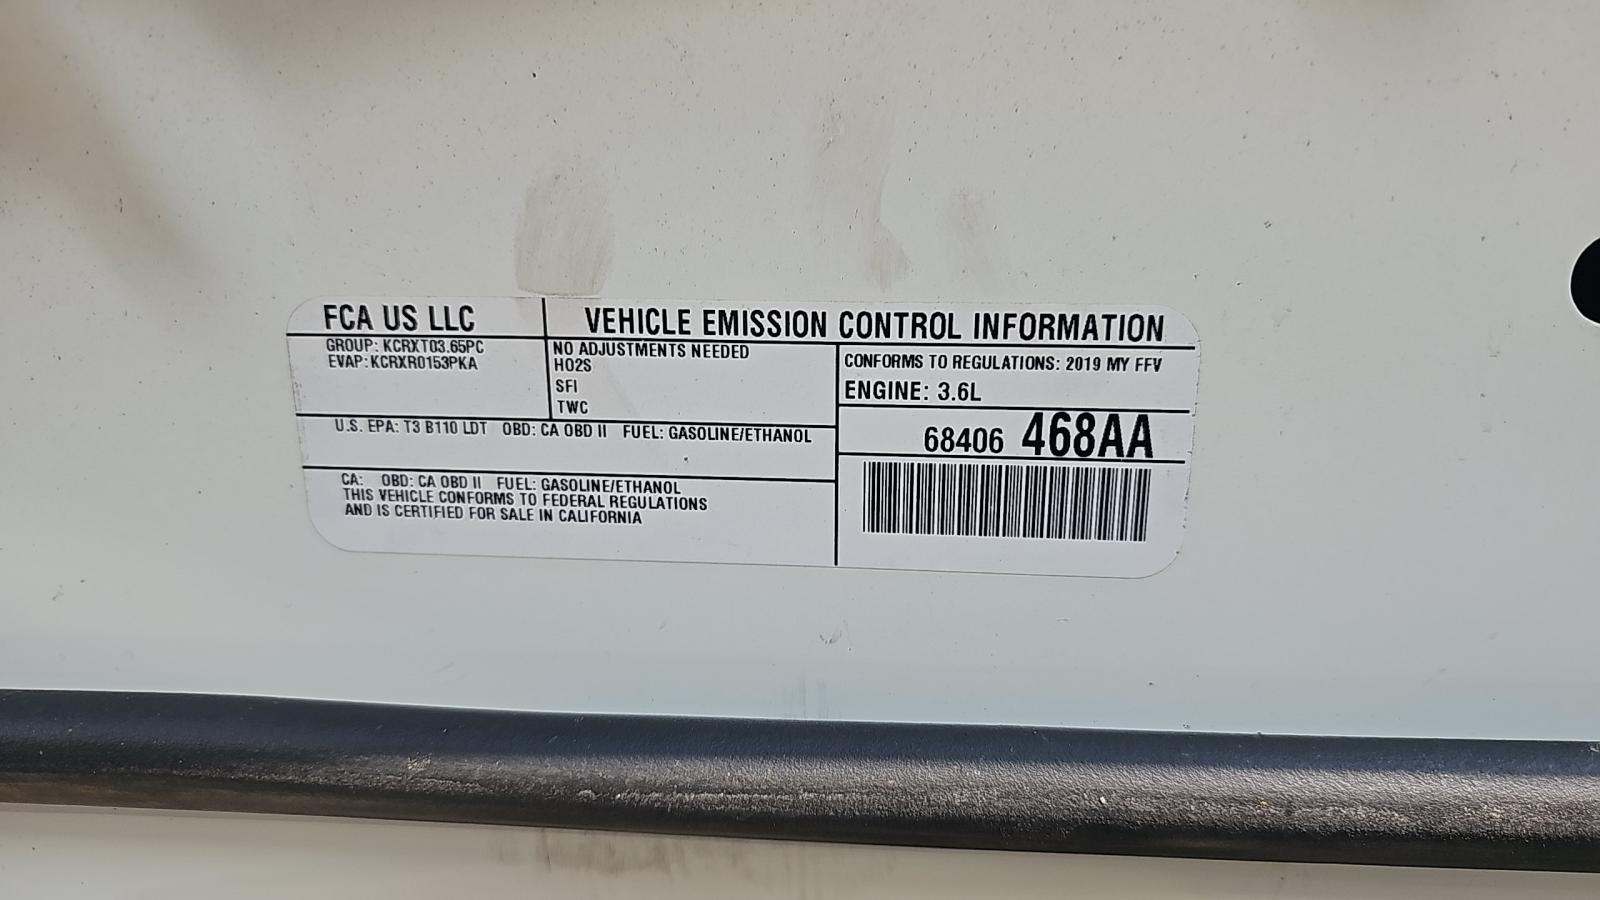 FCA US LLC
VEHICLE EMISSION CONTROL INFORMATION
GROUP: KCRXT03.65PC
EVAP: KCRXR0153PKA
NO ADJUSTMENTS NEEDED
HO2S
SFI
TWC
CONFORMS TO REGULATIONS: 2019 MY FFV
ENGINE: 3.6L
U.S. EPA: T3 B110 LDT OBD: CA OBD II FUEL: GASOLINE/ETHANOL
68406 468AA
CA: OBD: CA OBD II FUEL: GASOLINE/ETHANOL
THIS VEHICLE CONFORMS TO FEDERAL REGULATIONS
AND IS CERTIFIED FOR SALE IN CALIFORNIA